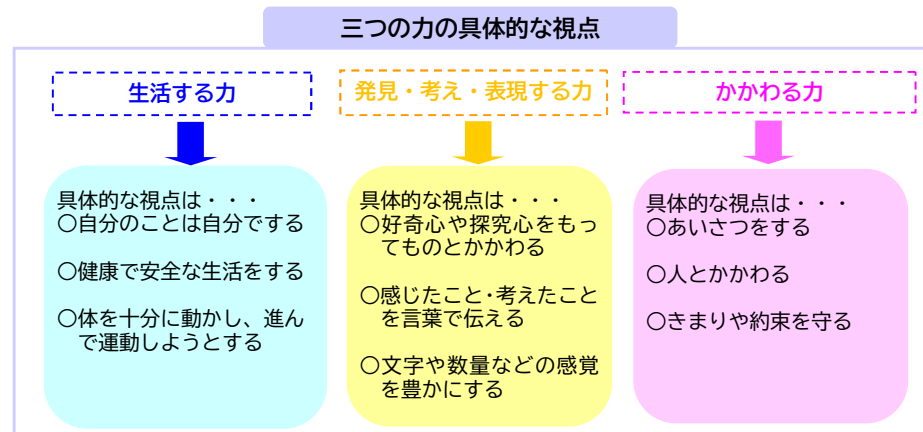 三つの力の具体的な視点
生活する力
具体的な視点は・・・
〇自分のことは自分でする
〇健康で安全な生活をする
〇体を十分に動かし、進ん
で運動しようとする
発見・考え・表現する力
具体的な視点は・・・
〇好奇心や探究心をもっ
てものとかかわる
〇感じたこと・考えたこと
を言葉で伝える
〇文字や数量などの感覚
を豊かにする
かかわる力
具体的な視点は・・・
〇あいさつをする
〇人とかかわる
〇きまりや約束を守る